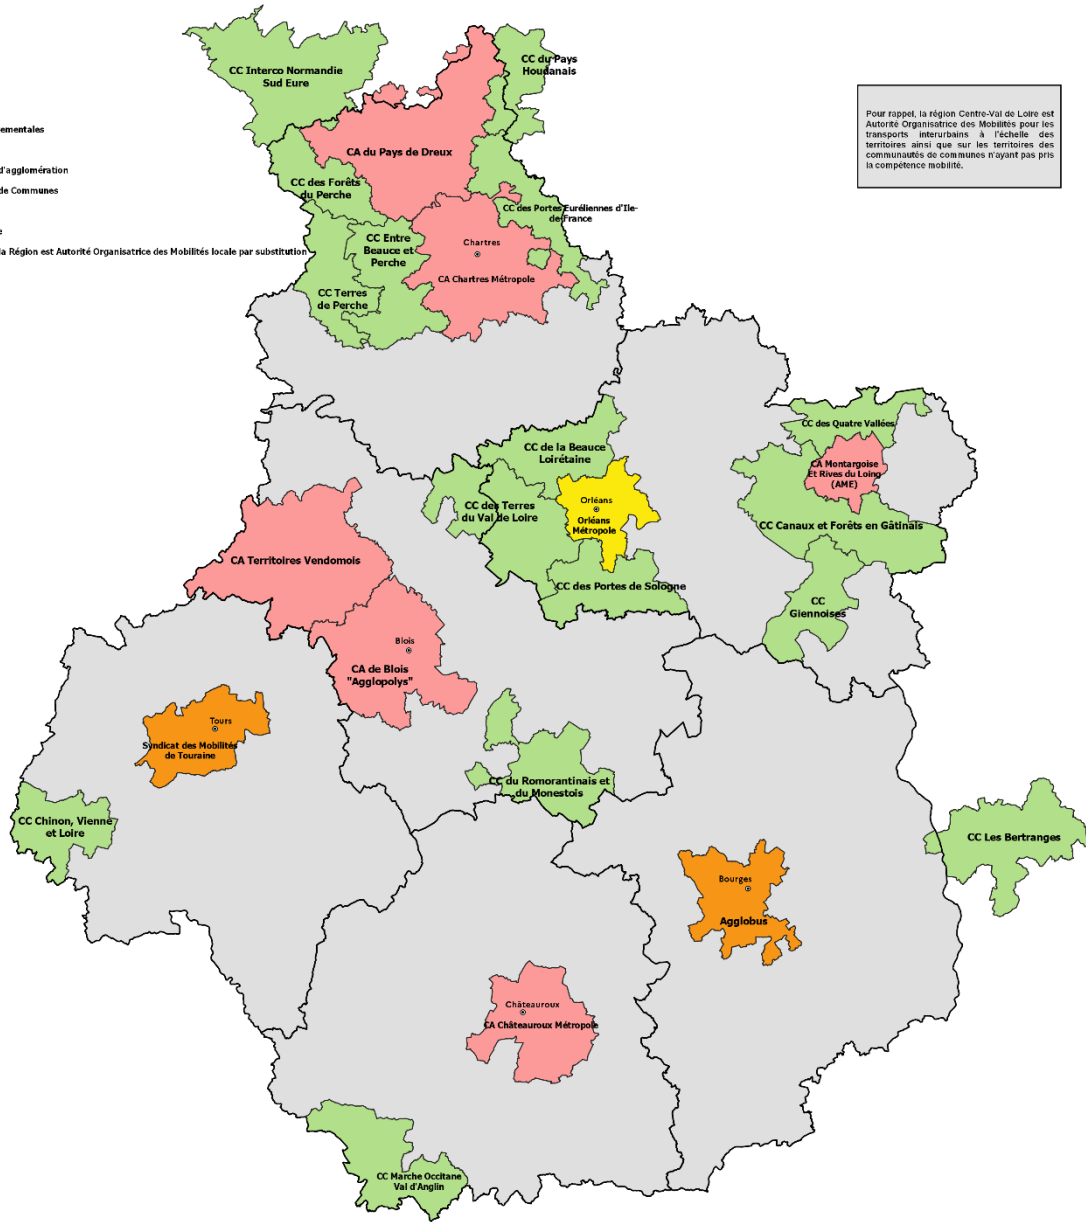 CC Interco Normandie
Sud Eure
CC du Pays
Houdanais
Pour rappel, la région Centre-Val de Loire est
Autorité Organisatrice des Mobilités pour les
transports interurbains à l'échelle des
territoires ainsi que sur les territoires des
communautés de communes n'ayant pas pris
la compétence mobilité.
ementales
d'agglomération
de Communes
e
la Région est Autorité Organisatrice des Mobilités locale par substitution
CA du Pays de Dreux
CC des Forêts
du Perche
CC des Portes Euréliennes d'Ile-
de-France
CC Entre
Beauce et
Perche
Chartres
CA Chartres Métropole
CC Terres
de Perche
CC des Quatre Vallées
CC de la Beauce
Loirétaine
CA Montargoise
Et Rives du Loing
(AME)
CC des Terres
du Val de Loire
Orléans
Orléans
Métropole
CC Canaux et Forêts en Gâtinais
CA Territoires Vendomois
CC des Portes de Sologne
CC
Giennoises
Blois
CA de Blois
"Agglopolys"
Tours
Syndicat des Mobilités
de Touraine
CC du Romorantinais et
du Monestois
CC Chinon, Vienne
et Loire
CC Les Bertranges
Bourges
Agglobus
Châteauroux
CA Châteauroux Métropole
CC Marche Occitane
Val d'Anglin